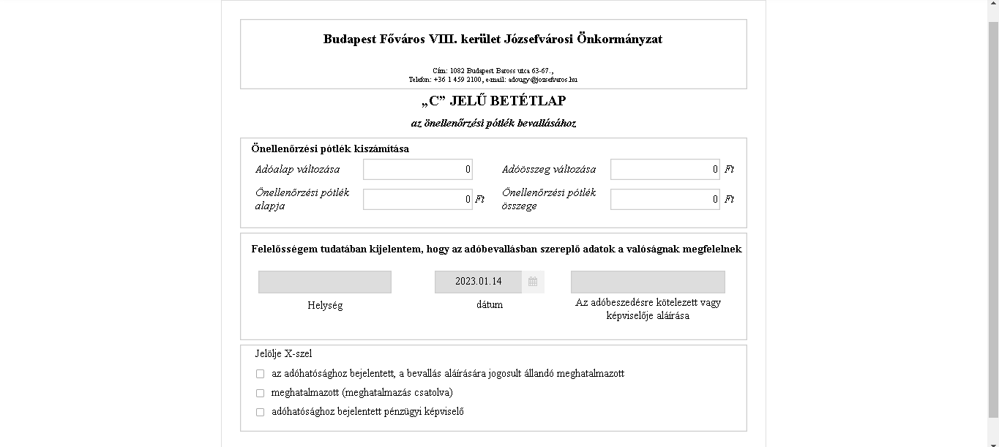 Budapest Főváros VIII. kerület Józsefvárosi Önkormányzat
Cím: 1082 Budapest Baross utca 63-67.,
Telefon: +36 1 459 2100, e-mail: adougy@jozsefvaros.hu
„C” JELŰ BETÉTLAP
az önellenőrzési pótlék bevallásához
Önellenőrzési pótlék kiszámítása
Adóalap változása 0 Adóösszeg változása 0 Ft
Önellenőrzési pótlék alapja 0 Ft Önellenőrzési pótlék összege 0 Ft
Felelősségem tudatában kijelentem, hogy az adóbevallásban szereplő adatok a valóságnak megfelelnek
2023.01.14
Helység dátum Az adóbeszedésre kötelezett vagy
képviselője aláírása
Jelölje X-szel
az adóhatósághoz bejelentett, a bevallás aláírására jogosult állandó meghatalmazott
meghatalmazott (meghatalmazás csatolva)
adóhatósághoz bejelentett pénzügyi képviselő